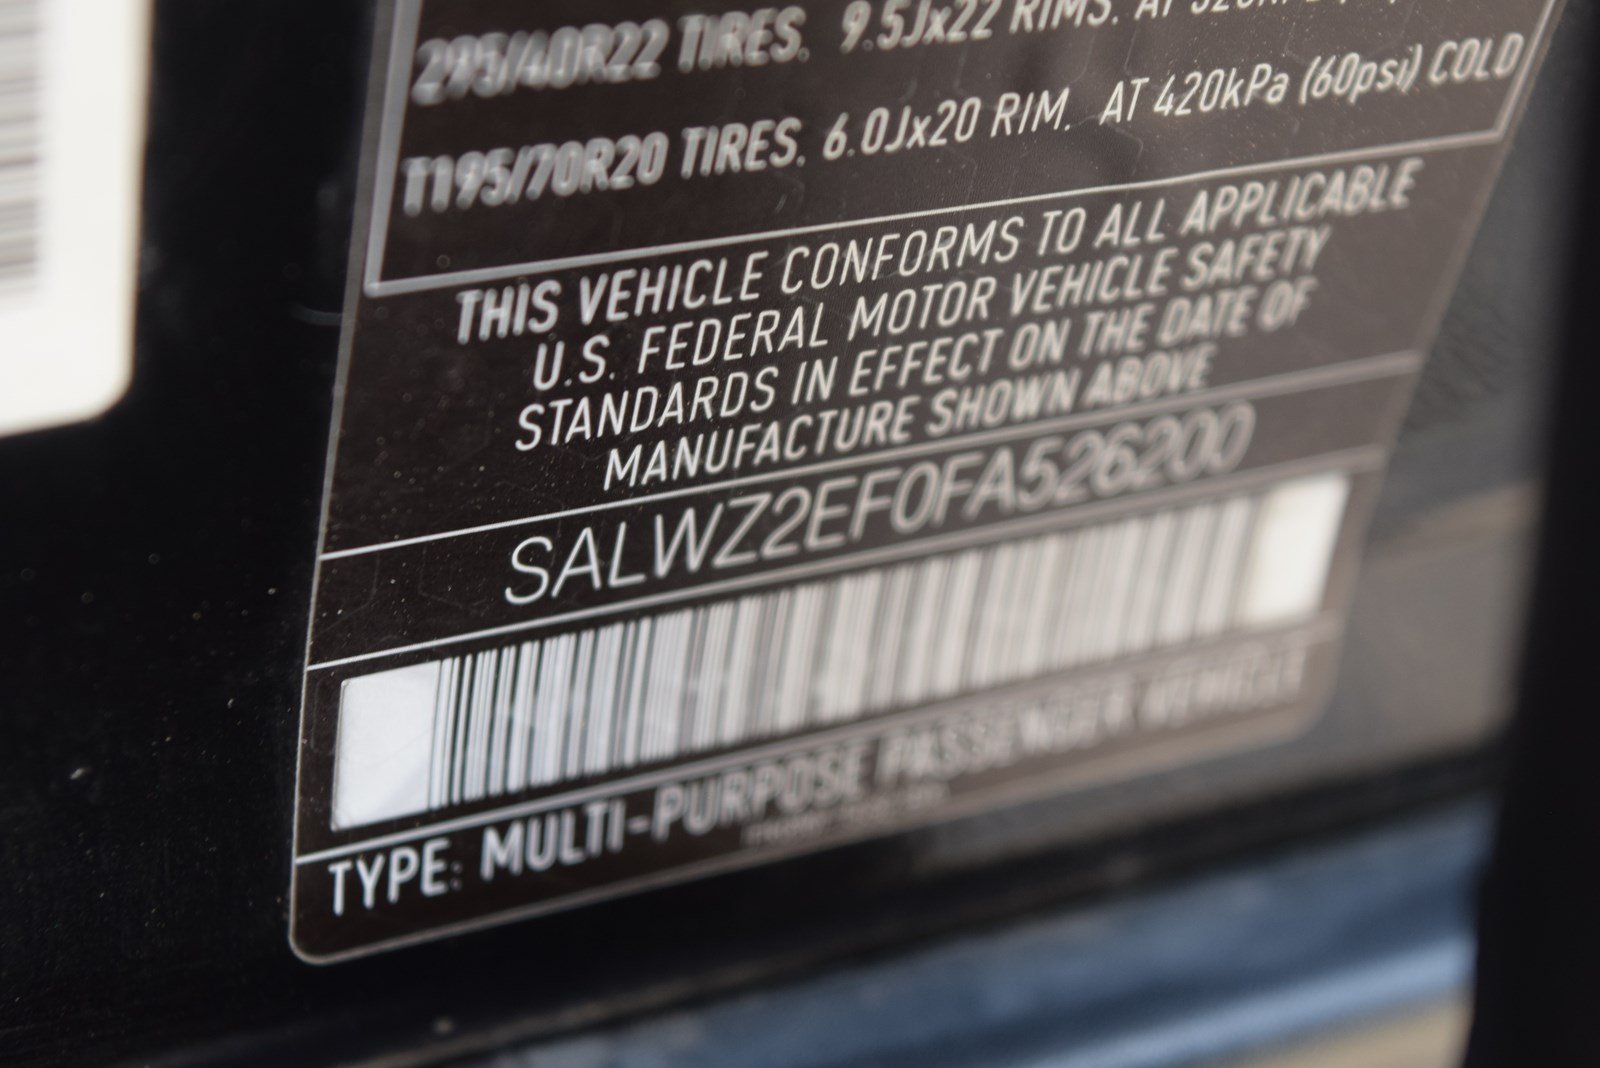 295/40R22 TIRES. 9.5Jx22 RIMS. AT
T195/70R20 TIRES. 6.0Jx20 RIM. AT 420kPa (60psi) COLD
THIS VEHICLE CONFORMS TO ALL APPLICABLE
U.S. FEDERAL MOTOR VEHICLE SAFETY
STANDARDS IN EFFECT ON THE DATE OF
MANUFACTURE SHOWN ABOVE
SALWZ2EF0FA526200
TYPE: MULTI-PURPOSE PASSENGER VEHICLE